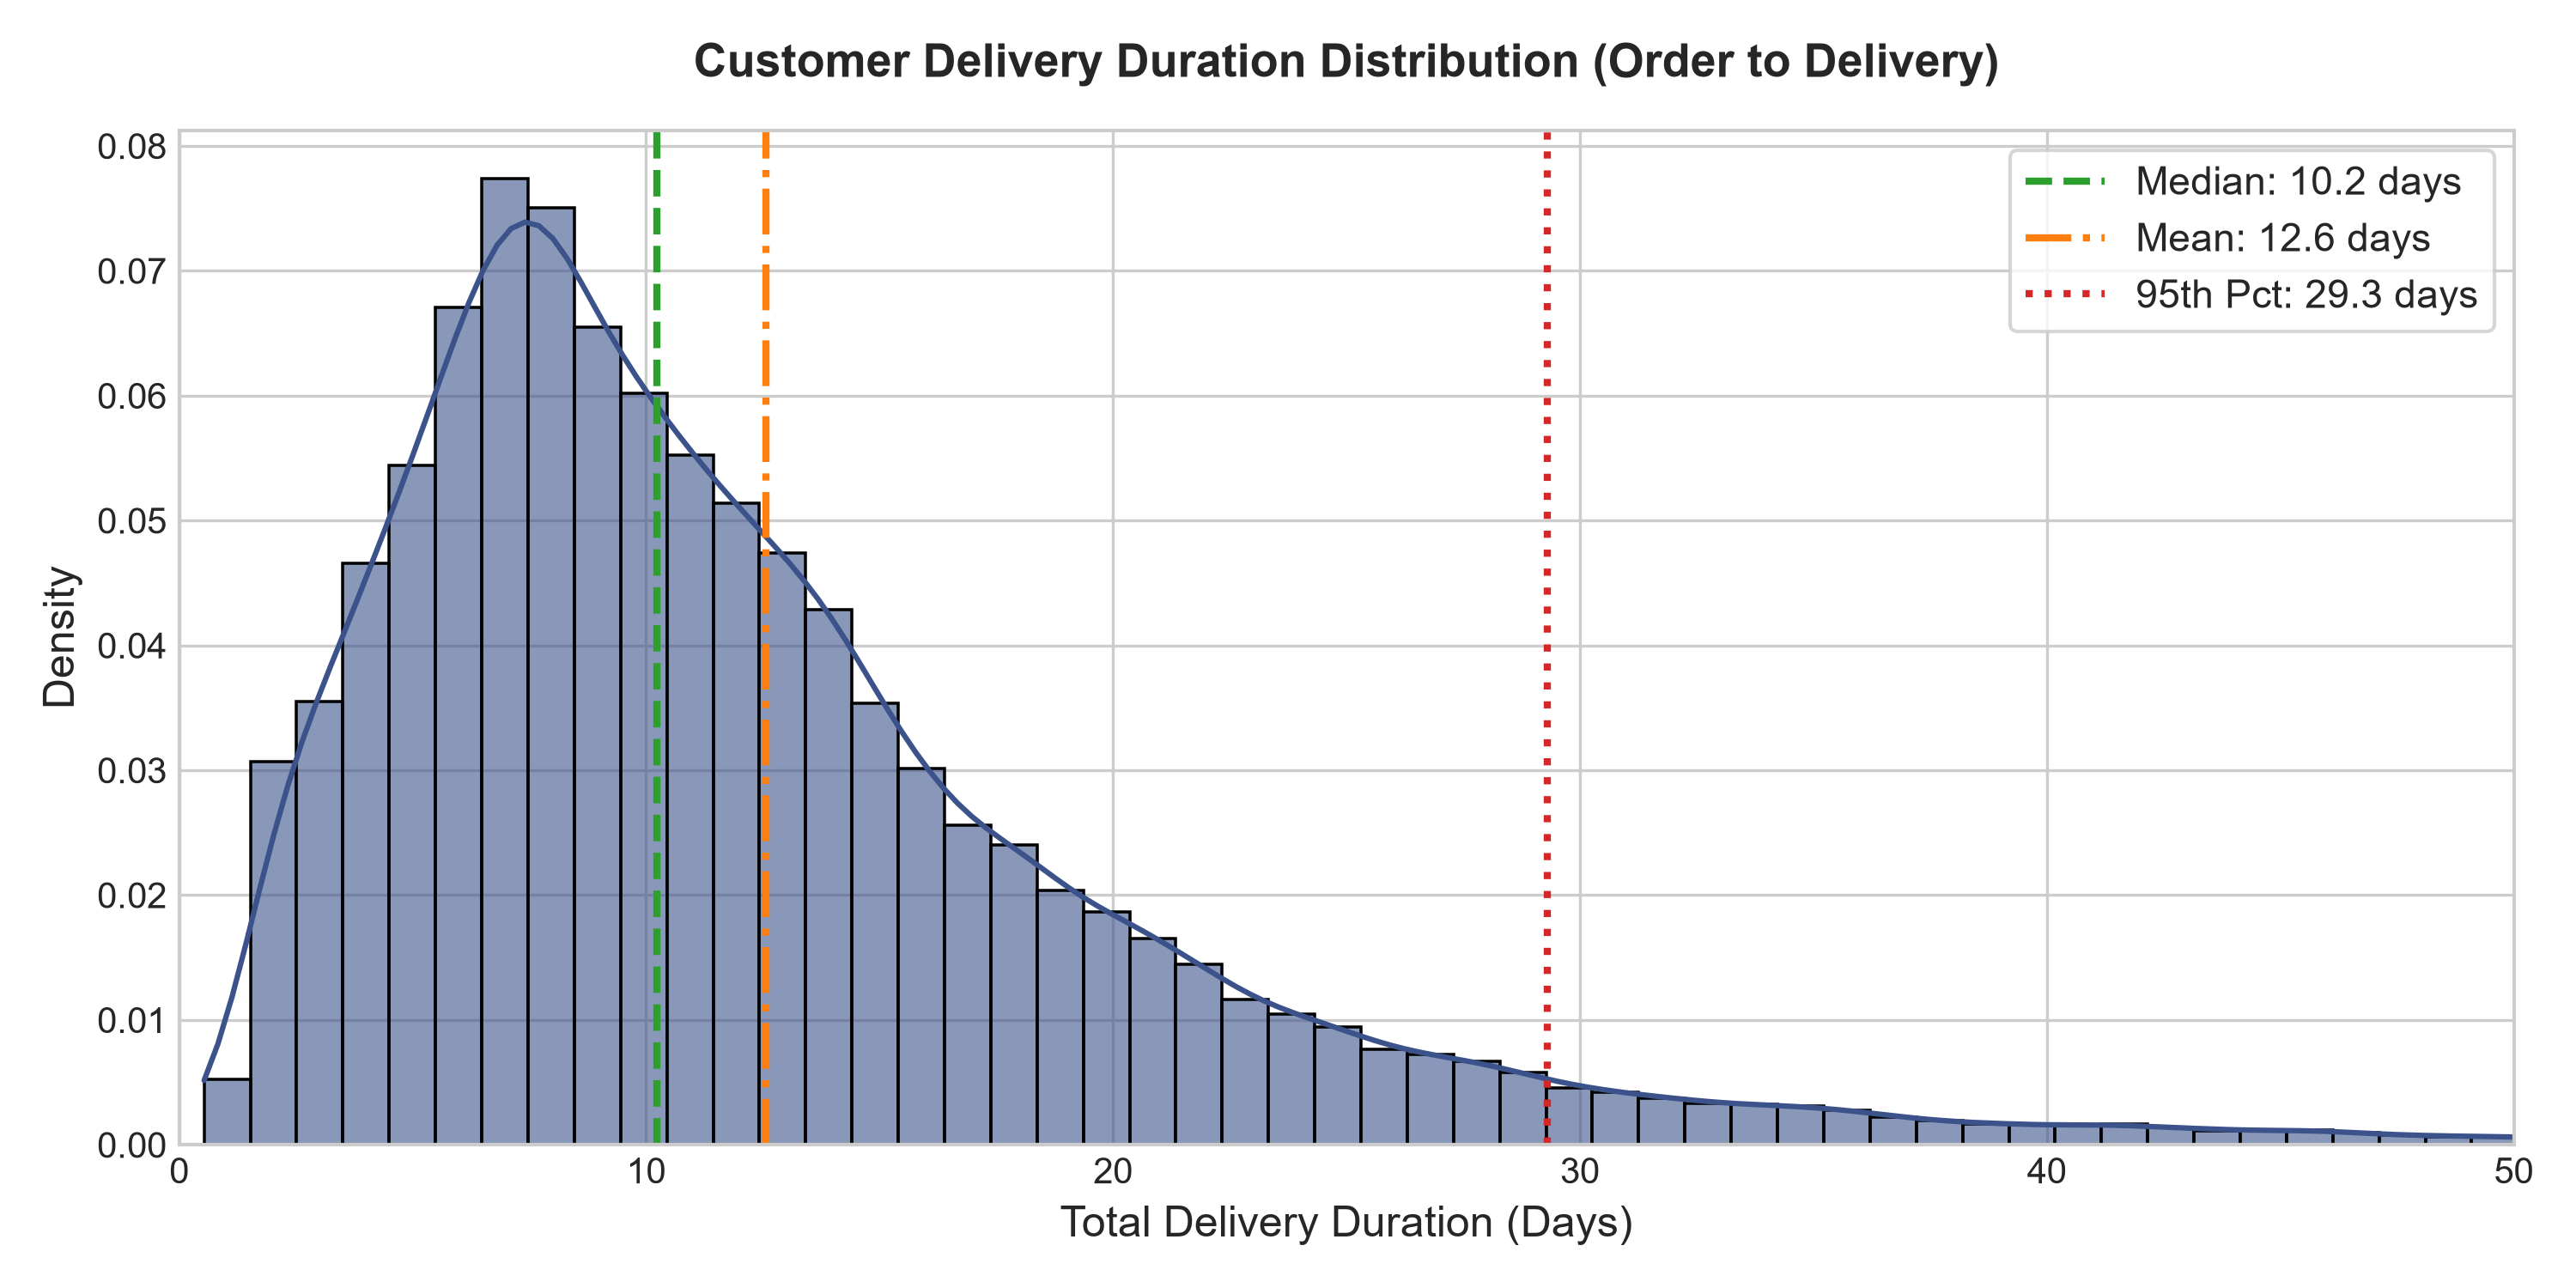 Customer Delivery Duration Distribution (Order to Delivery)
Median: 10.2 days
Mean: 12.6 days
95th Pct: 29.3 days
Density
0.08
0.07
0.06
0.05
0.04
0.03
0.02
0.01
0.00
0 10 20 30 40 50
Total Delivery Duration (Days)